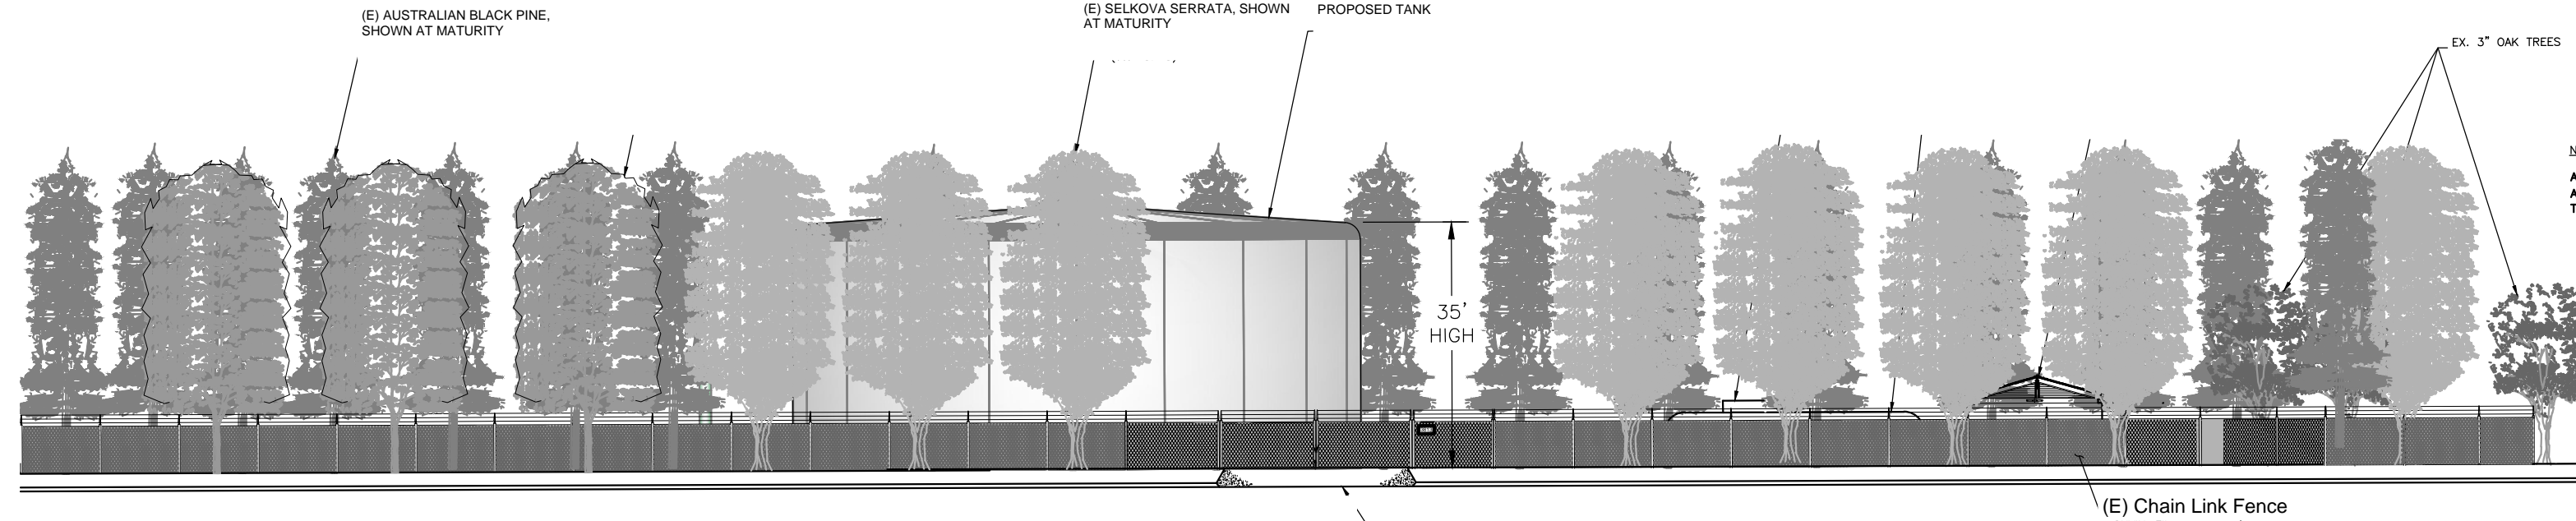 (E) AUSTRALIAN BLACK PINE,
SHOWN AT MATURITY
(E) SELKOVA SERRATA, SHOWN
AT MATURITY
PROPOSED TANK
EX. 3" OAK TREES
35'
HIGH
(E) Chain Link Fence